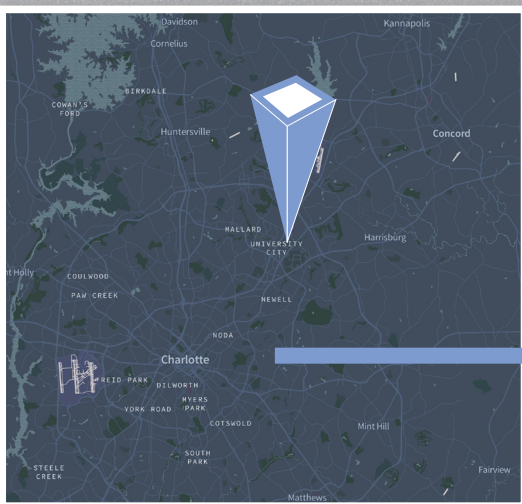 Davidson
Kannapolis
Cornelius
BIRKDALE
COWAN'S
FORD
Huntersville
Concord
MALLARD
UNIVERSITY
CITY
Harrisburg
nt Holly
COULWOOD
PAW CREEK
NEWELL
NODA
Charlotte
REID PARK
DILWORTH
MYERS
PARK
YORK ROAD
COTSWOLD
Mint Hill
SOUTH
PARK
STEELE
CREEK
Fairview
Matthews